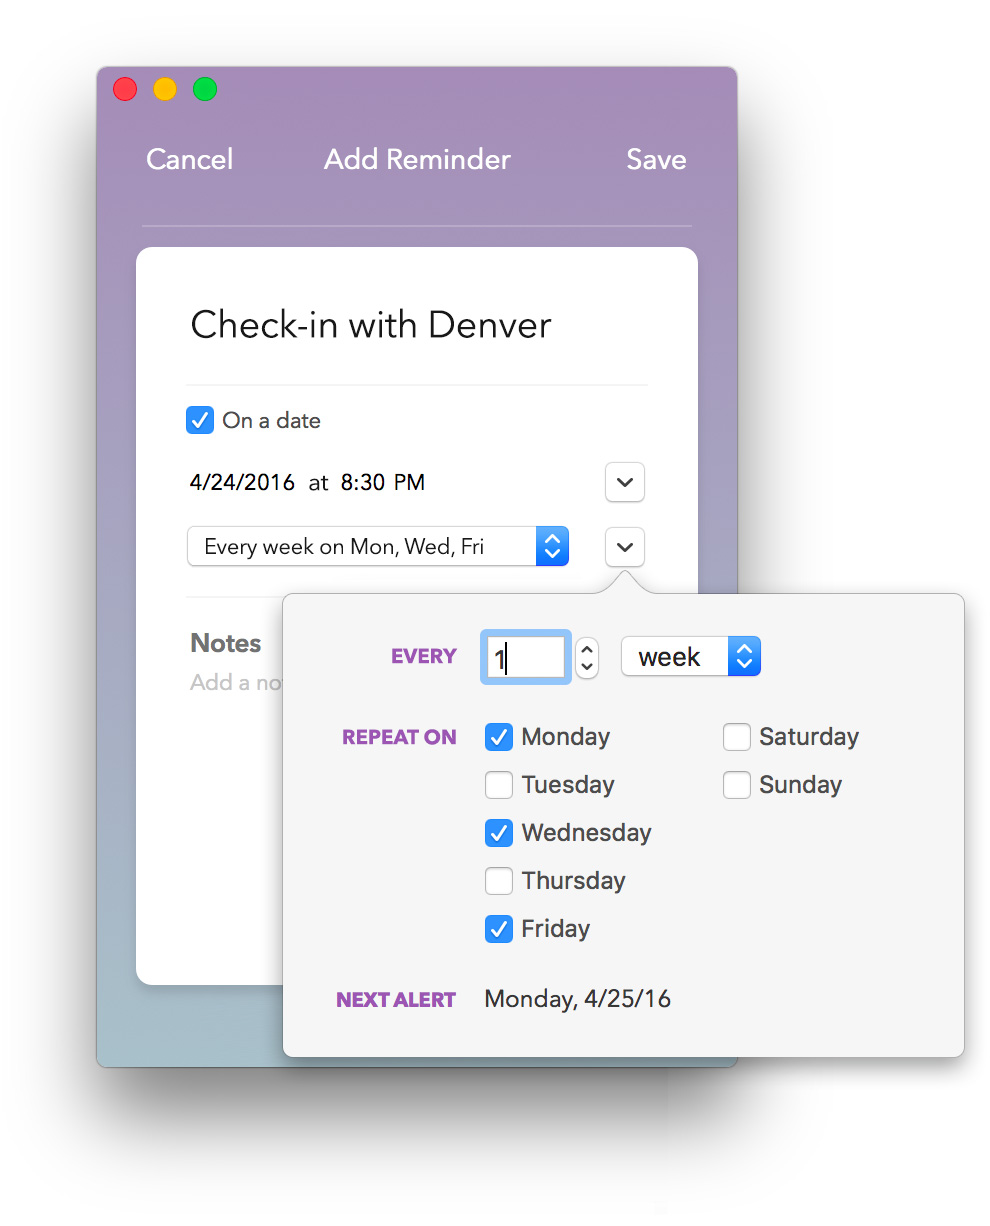 Cancel Add Reminder Save
Check-in with Denver
On a date
4/24/2016 at 8:30 PM
Every week on Mon, Wed, Fri
Notes
Add a no
EVERY 1 week
REPEAT ON Monday Saturday
Tuesday Sunday
Wednesday
Thursday
Friday
NEXT ALERT Monday, 4/25/16